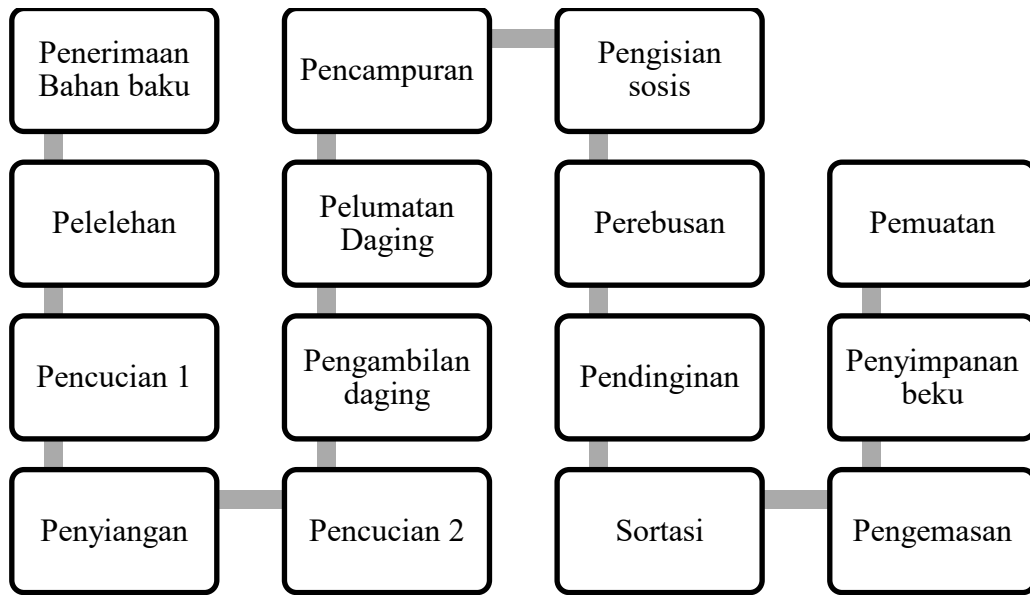 Penerimaan
Bahan baku
Pelelehan
Pencucian 1
Penyiangan
Pencucian 2
Pengambilan
daging
Pelumatan
Daging
Pencampuran
Pengisian
sosis
Perebusan
Pendinginan
Sortasi
Pengemasan
Penyimpanan
beku
Pemuatan